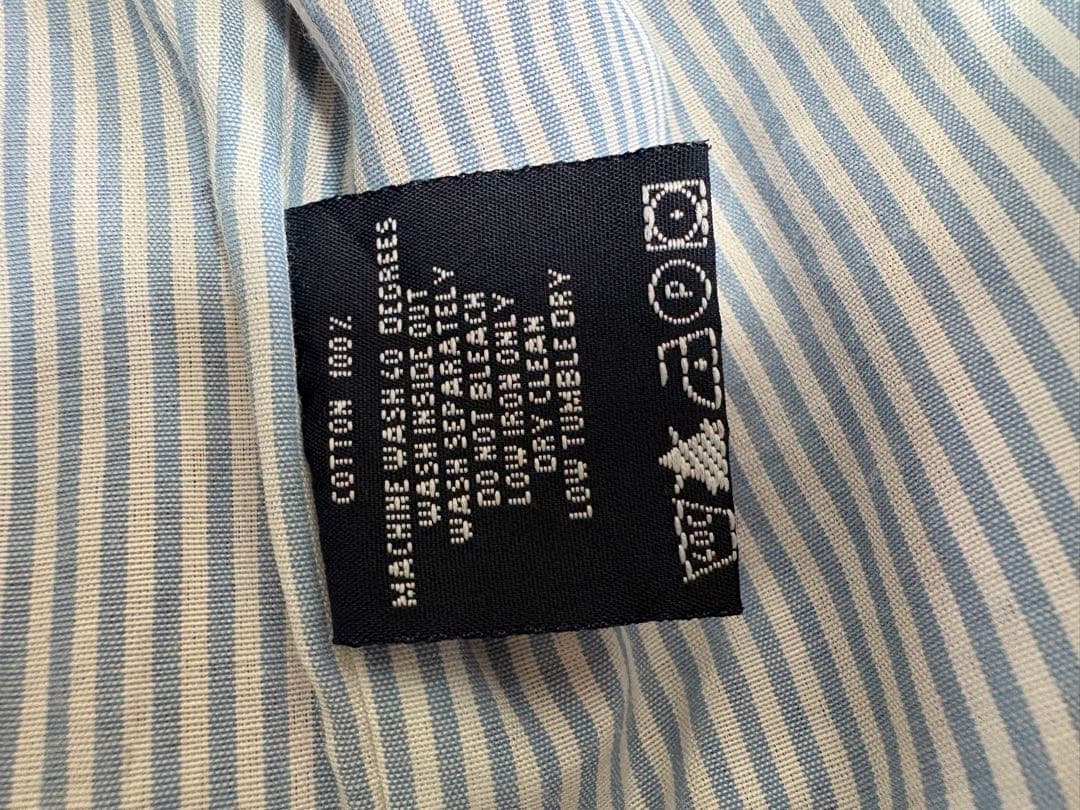 COTTON 100%
MACHINE WASH 40 DEGREES
WASH INSIDE OUT
WASH SEPARATELY
DO NOT BLEACH
LOW IRON ONLY
DRY CLEAN
LOW TUMBLE DRY
40C P